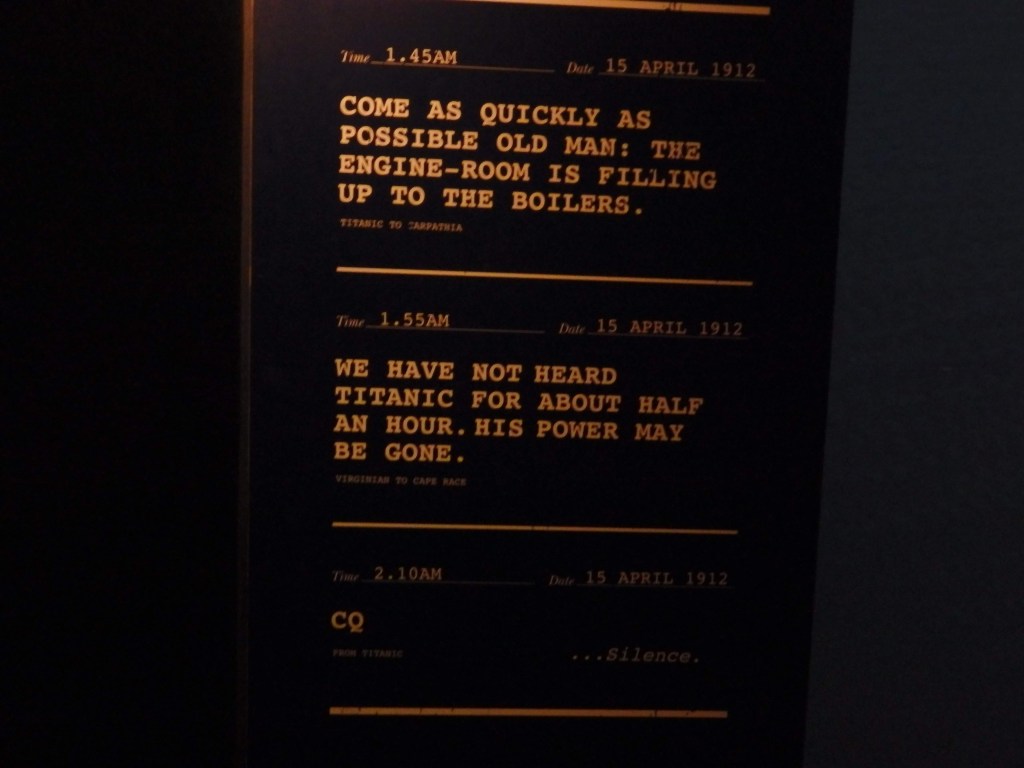 Time 1.45AM Date 15 APRIL 1912
COME AS QUICKLY AS
POSSIBLE OLD MAN: THE
ENGINE-ROOM IS FILLING
UP TO THE BOILERS.
TITANIC TO CARPATHIA
Time 1.55AM Date 15 APRIL 1912
WE HAVE NOT HEARD
TITANIC FOR ABOUT HALF
AN HOUR. HIS POWER MAY
BE GONE.
VIRGINIAN TO CAPE RACE
Time 2.10AM Date 15 APRIL 1912
CQ
FROM TITANIC ...Silence.